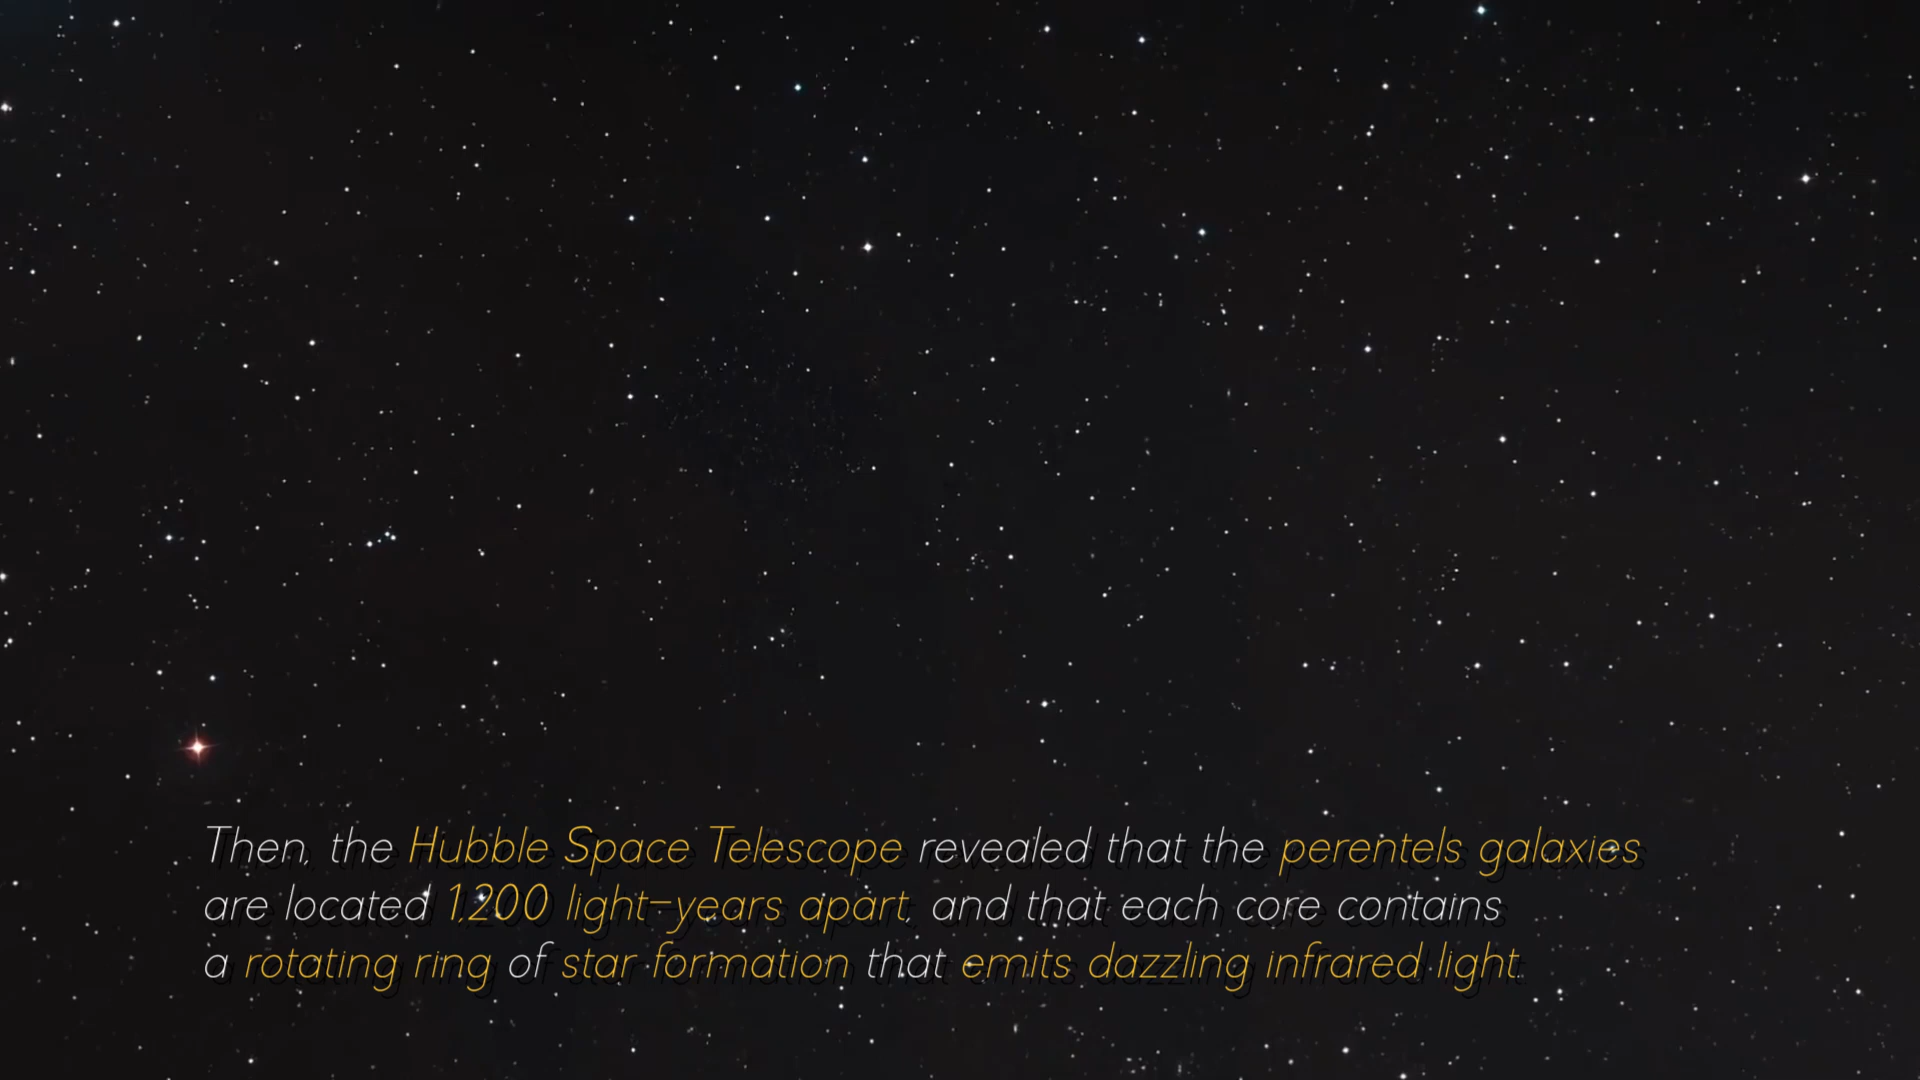 Then, the Hubble Space Telescope revealed that the perentels galaxies
are located 1,200 light-years apart, and that each core contains
a rotating ring of star formation that emits dazzling infrared light.